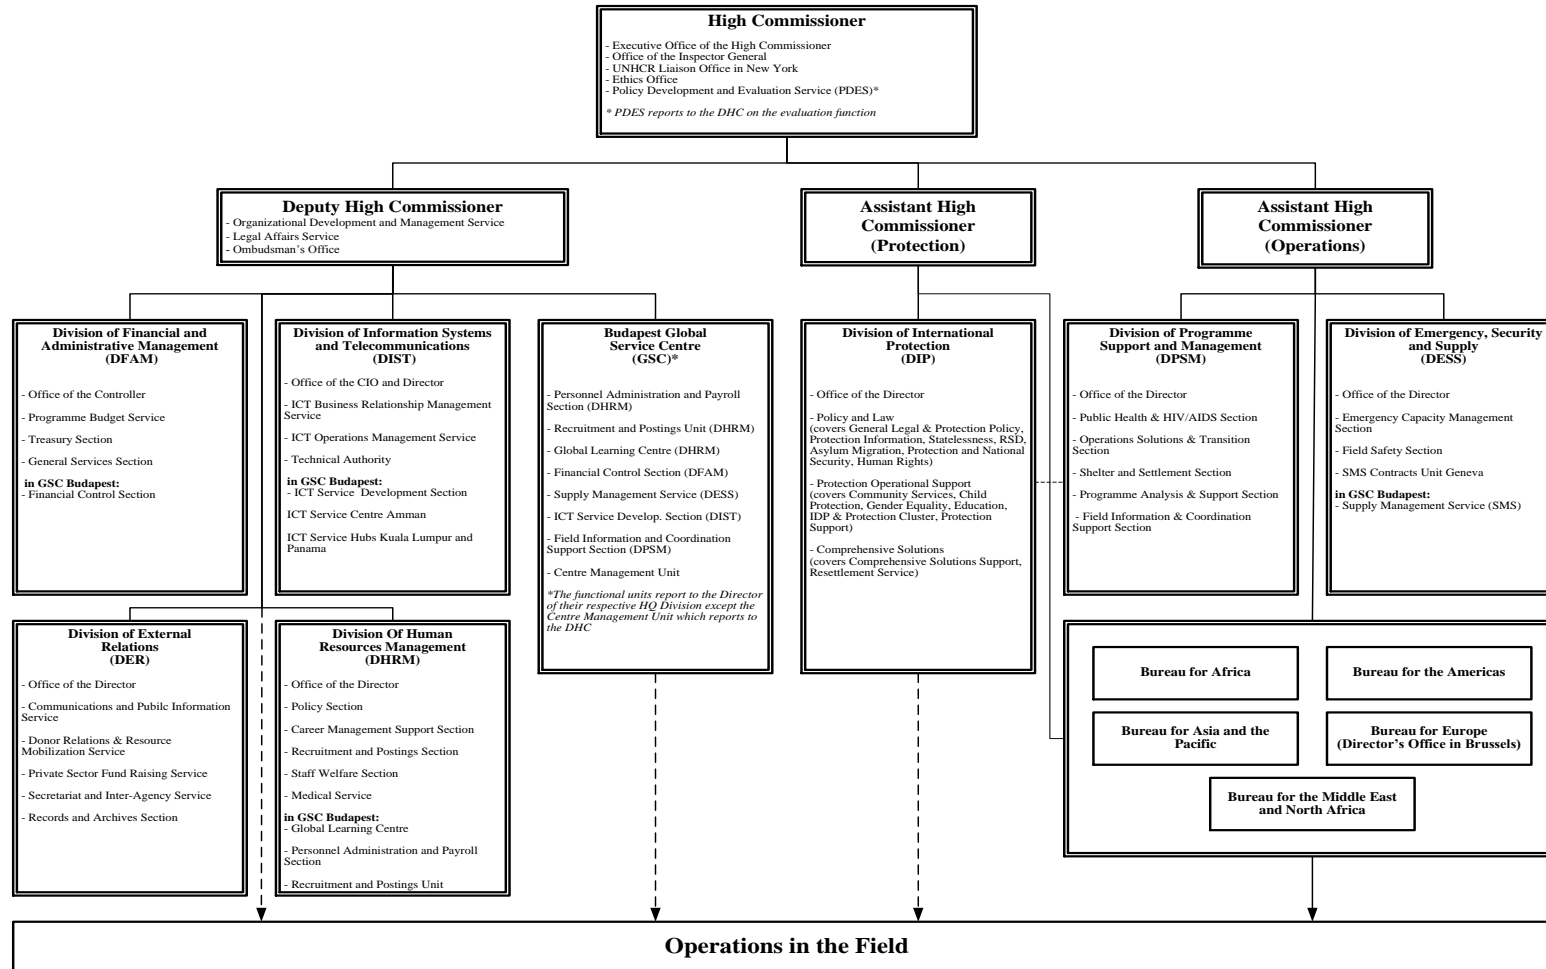 High Commissioner
- Executive Office of the High Commissioner
- Office of the Inspector General
- UNHCR Liaison Office in New York
- Ethics Office
- Policy Development and Evaluation Service (PDES)*
* PDES reports to the DHC on the evaluation function
Deputy High Commissioner
- Organizational Development and Management Service
- Legal Affairs Service
- Ombudsman's Office
Assistant High
Commissioner
(Protection)
Assistant High
Commissioner
(Operations)
Division of Financial and
Administrative Management
(DFAM)
- Office of the Controller
- Programme Budget Service
- Treasury Section
- General Services Section
in GSC Budapest:
- Financial Control Section
Division of Information Systems
and Telecommunications
(DIST)
- Office of the CIO and Director
- ICT Business Relationship Management
Service
- ICT Operations Management Service
- Technical Authority
in GSC Budapest:
- ICT Service Development Section
ICT Service Centre Amman
ICT Service Hubs Kuala Lumpur and
Panama
Budapest Global
Service Centre
(GSC)*
- Personnel Administration and Payroll
Section (DHRM)
- Recruitment and Postings Unit (DHRM)
- Global Learning Centre (DHRM)
- Financial Control Section (DFAM)
- Supply Management Service (DESS)
- ICT Service Develop. Section (DIST)
- Field Information and Coordination
Support Section (DPSM)
- Centre Management Unit
*The functional units report to the Director
of their respective HQ Division except the
Centre Management Unit which reports to
the DHC
Division of International
Protection
(DIP)
- Office of the Director
- Policy and Law
(covers General Legal & Protection Policy,
Protection Information, Statelessness, RSD,
Asylum Migration, Protection and National
Security, Human Rights)
- Protection Operational Support
(covers Community Services, Child
Protection, Gender Equality, Education,
IDP & Protection Cluster, Protection
Support)
- Comprehensive Solutions
(covers Comprehensive Solutions Support,
Resettlement Service)
Division of Programme
Support and Management
(DPSM)
- Office of the Director
- Public Health & HIV/AIDS Section
- Operations Solutions & Transition
Section
- Shelter and Settlement Section
- Programme Analysis & Support Section
- Field Information & Coordination
Support Section
Division of Emergency, Security
and Supply
(DESS)
- Office of the Director
- Emergency Capacity Management
Section
- Field Safety Section
- SMS Contracts Unit Geneva
in GSC Budapest:
- Supply Management Service (SMS)
Division of External
Relations
(DER)
- Office of the Director
- Communications and Pubilc Information
Service
- Donor Relations & Resource
Mobilization Service
- Private Sector Fund Raising Service
- Secretariat and Inter-Agency Service
- Records and Archives Section
Division Of Human
Resources Management
(DHRM)
- Office of the Director
- Policy Section
- Career Management Support Section
- Recruitment and Postings Section
- Staff Welfare Section
- Medical Service
in GSC Budapest:
- Global Learning Centre
- Personnel Administration and Payroll
Section
- Recruitment and Postings Unit
Bureau for Africa
Bureau for the Americas
Bureau for Asia and the
Pacific
Bureau for Europe
(Director's Office in Brussels)
Bureau for the Middle East
and North Africa
Operations in the Field